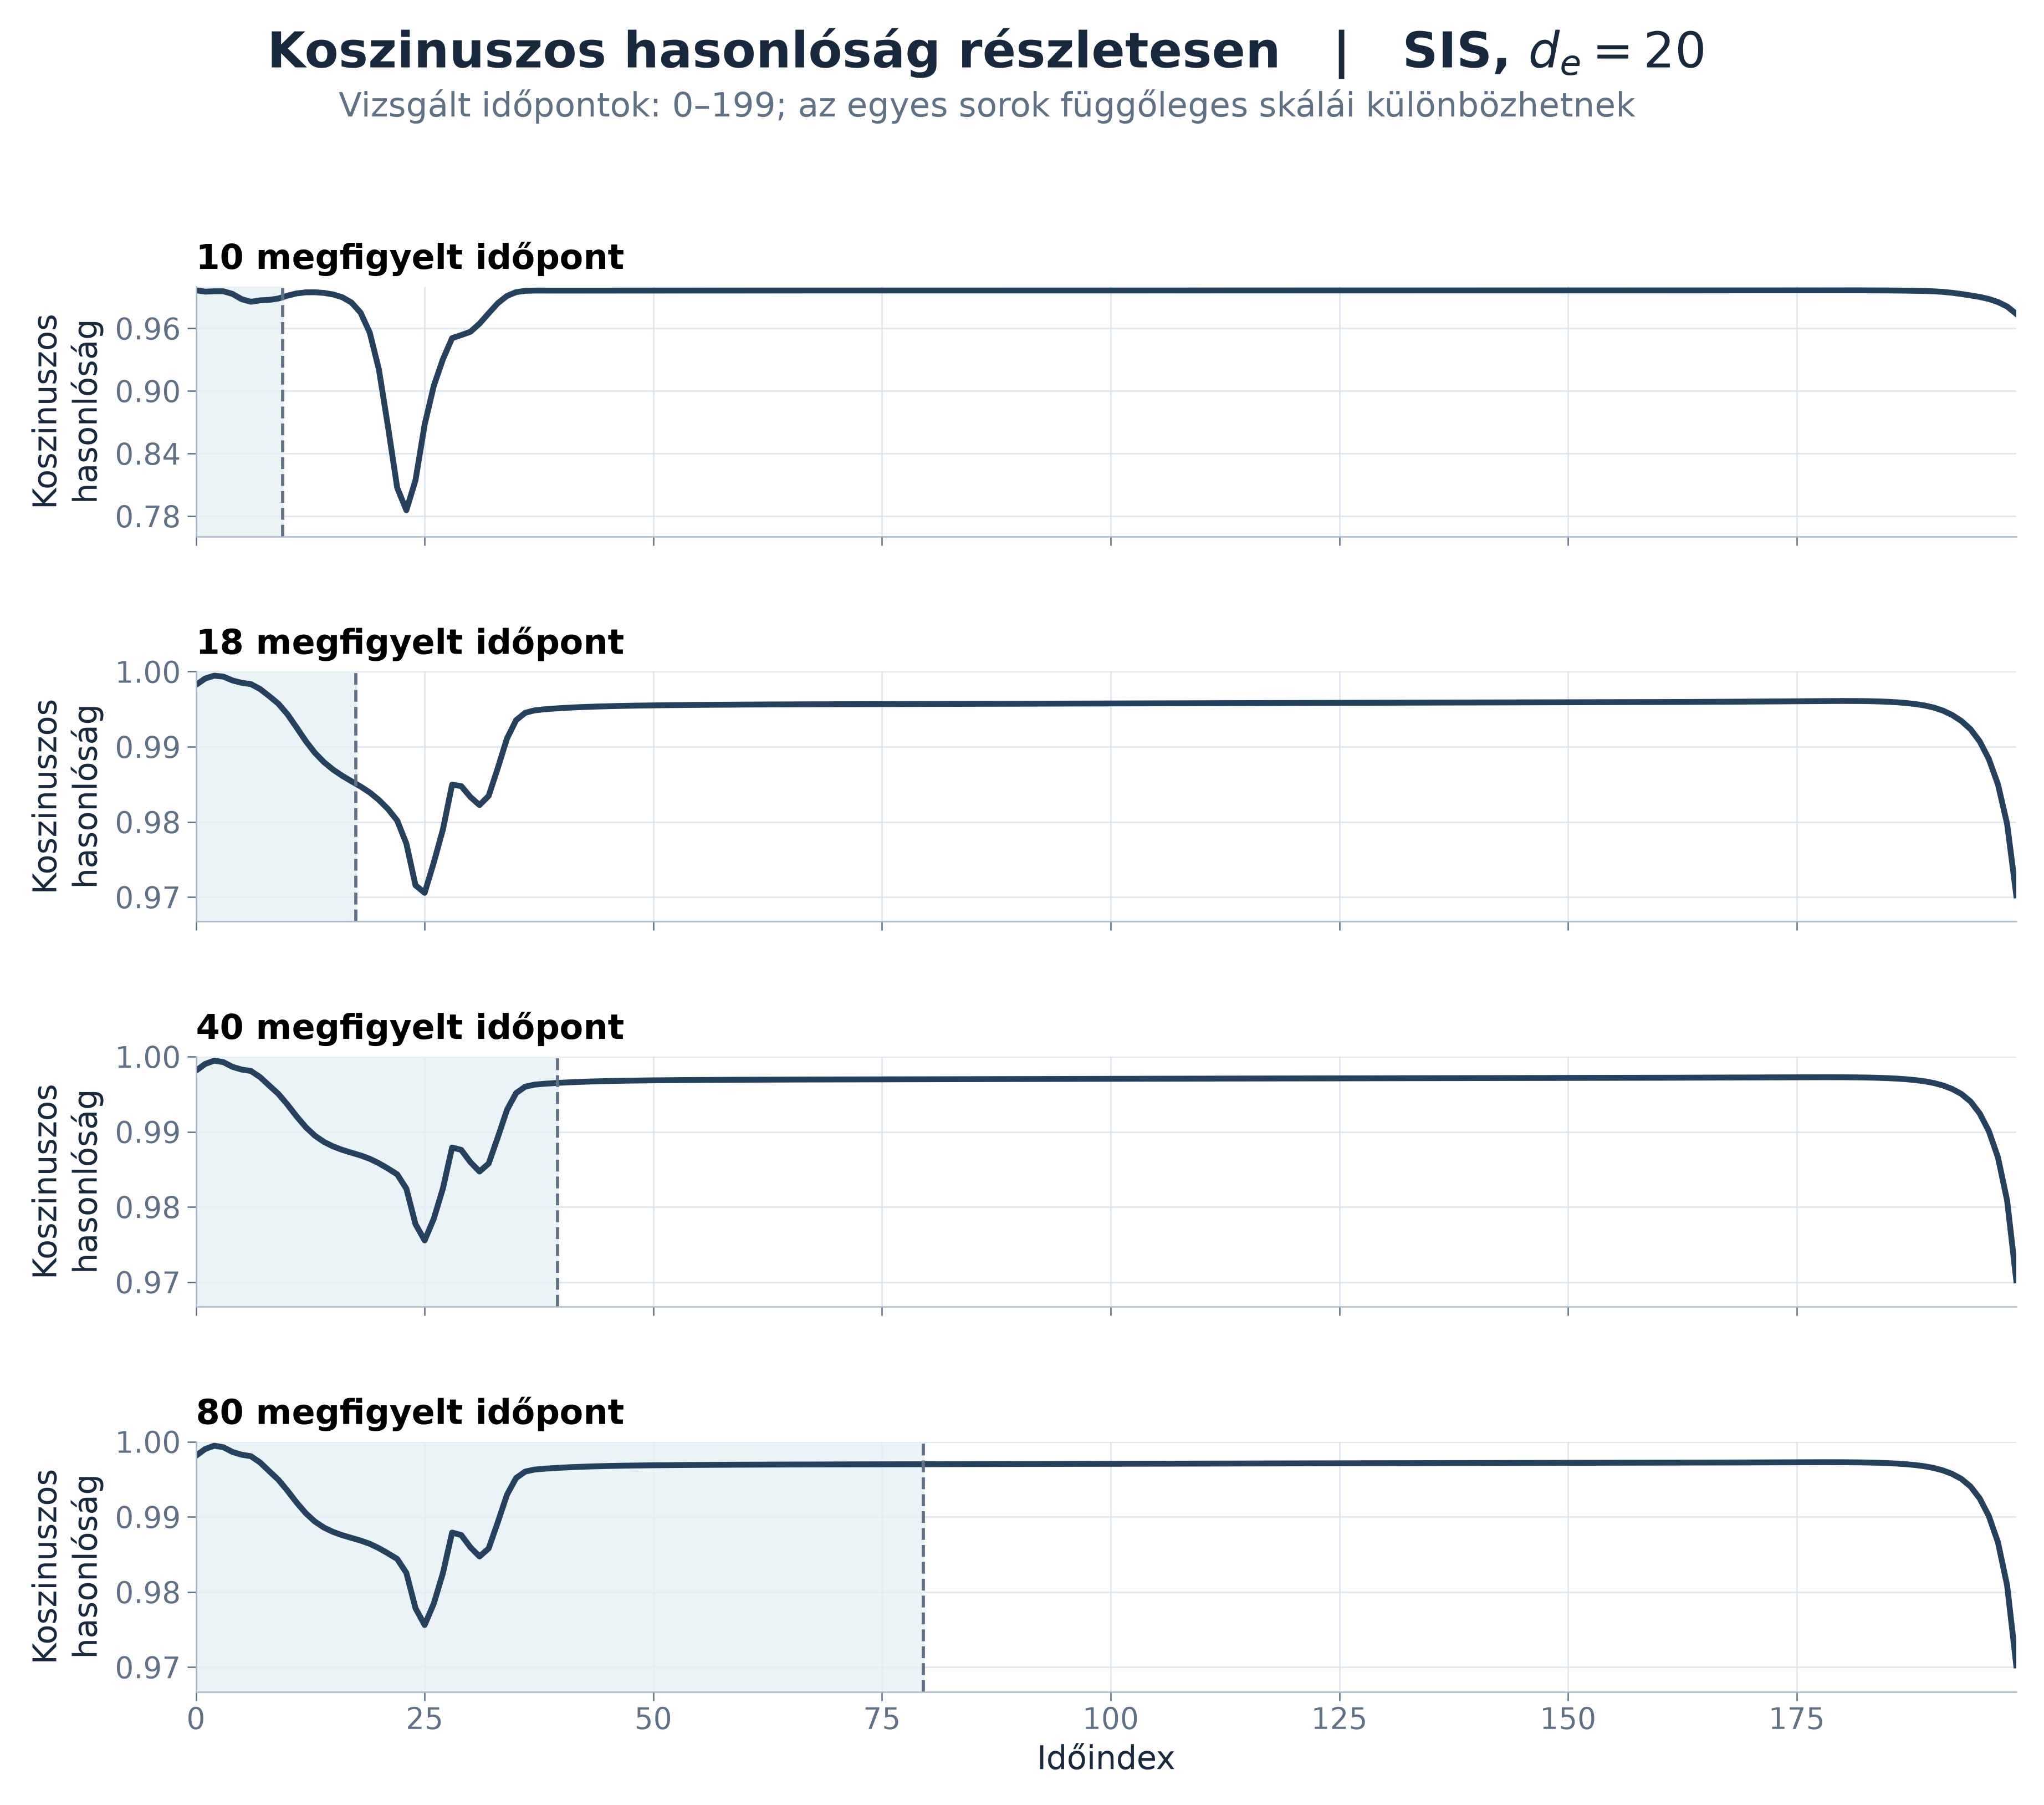 Koszinuszos hasonlóság részletesen | SIS, dₑ = 20
Vizsgált időpontok: 0–199; az egyes sorok függőleges skálái különbözhetnek
10 megfigyelt időpont
Koszinuszos
hasonlóság
0.96
0.90
0.84
0.78
18 megfigyelt időpont
Koszinuszos
hasonlóság
1.00
0.99
0.98
0.97
40 megfigyelt időpont
Koszinuszos
hasonlóság
1.00
0.99
0.98
0.97
80 megfigyelt időpont
Koszinuszos
hasonlóság
1.00
0.99
0.98
0.97
0 25 50 75 100 125 150 175
Időindex